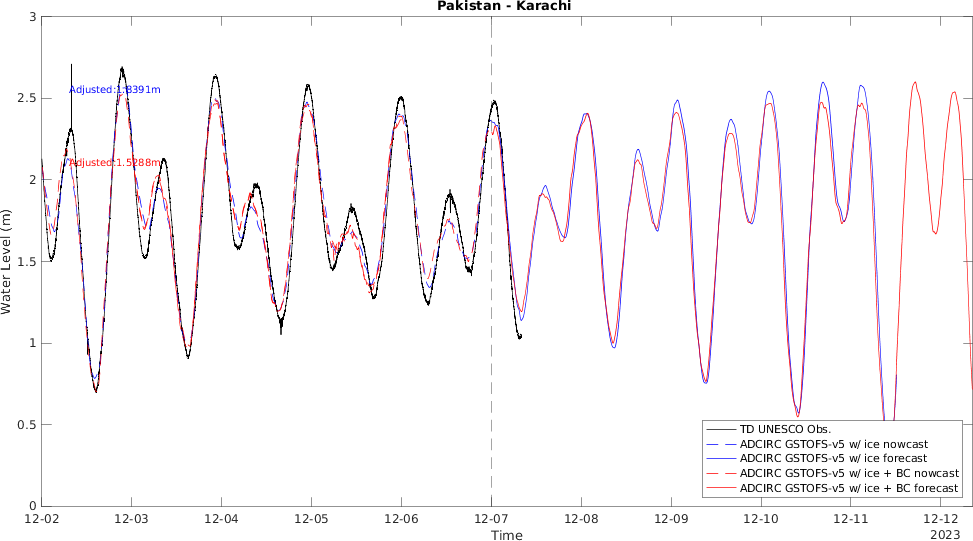 Pakistan - Karachi
3
2.5
2
1.5
1
0.5
0
Water Level (m)
Adjusted:1.8391m
Adjusted:1.5288m
TD UNESCO Obs.
ADCIRC GSTOFS-v5 w/ ice nowcast
ADCIRC GSTOFS-v5 w/ ice forecast
ADCIRC GSTOFS-v5 w/ ice + BC nowcast
ADCIRC GSTOFS-v5 w/ ice + BC forecast
12-02 12-03 12-04 12-05 12-06 12-07 12-08 12-09 12-10 12-11 12-12
Time
2023